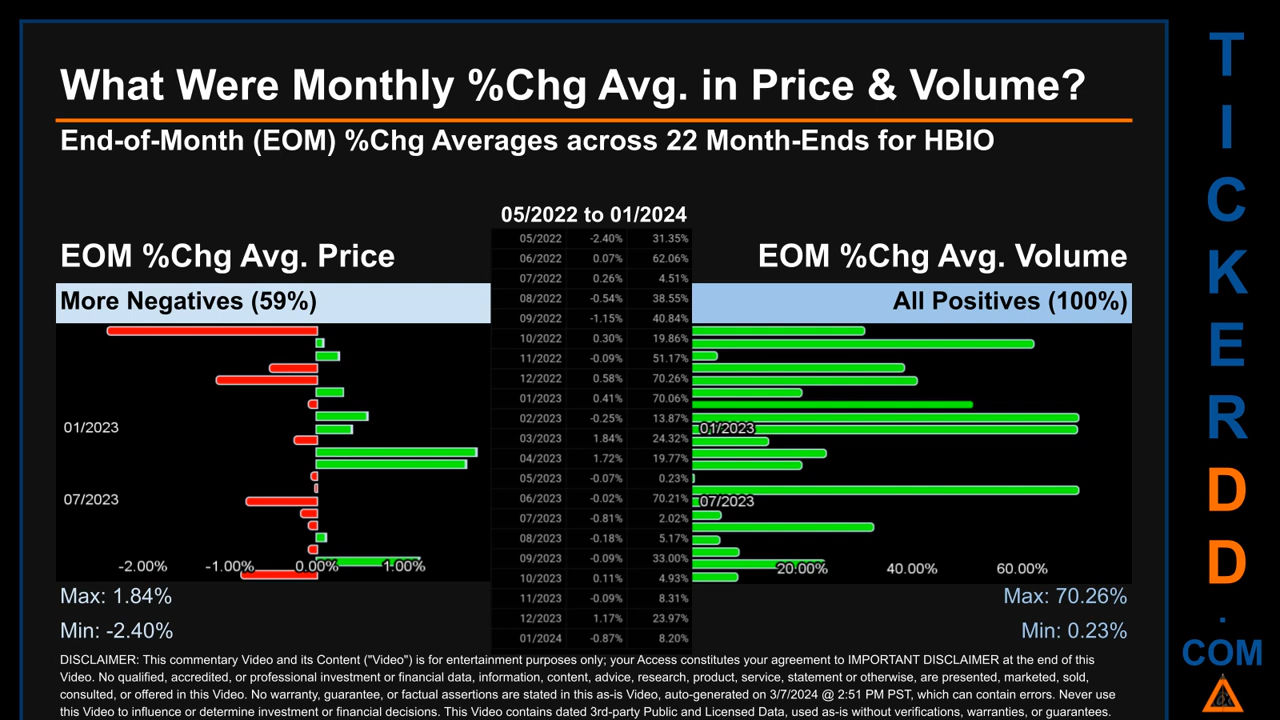 What Were Monthly %Chg Avg. in Price & Volume?
End-of-Month (EOM) %Chg Averages across 22 Month-Ends for HBIO
05/2022 to 01/2024
EOM %Chg Avg. Price
EOM %Chg Avg. Volume
More Negatives (59%)
All Positives (100%)
05/2022 -2.40% 31.35%
06/2022 0.07% 62.06%
07/2022 0.26% 4.51%
08/2022 -0.54% 38.55%
09/2022 -1.15% 40.84%
10/2022 0.30% 19.86%
11/2022 -0.09% 51.17%
12/2022 0.58% 70.26%
01/2023 0.41% 70.06%
02/2023 -0.25% 13.87%
03/2023 1.84% 24.32%
04/2023 1.72% 19.77%
05/2023 -0.07% 0.23%
06/2023 -0.02% 70.21%
07/2023 -0.81% 2.02%
08/2023 -0.18% 5.17%
09/2023 -0.09% 33.00%
10/2023 0.11% 4.93%
11/2023 -0.09% 8.31%
12/2023 1.17% 23.97%
01/2024 -0.87% 8.20%
01/2023
07/2023
-2.00% -1.00% 0.00% 1.00%
01/2023
07/2023
20.00% 40.00% 60.00%
Max: 1.84%
Min: -2.40%
Max: 70.26%
Min: 0.23%
DISCLAIMER: This commentary Video and its Content ("Video") is for entertainment purposes only; your Access constitutes your agreement to IMPORTANT DISCLAIMER at the end of this
Video. No qualified, accredited, or professional investment or financial data, information, content, advice, research, product, service, statement or otherwise, are presented, marketed, sold,
consulted, or offered in this Video. No warranty, guarantee, or factual assertions are stated in this as-is Video, auto-generated on 3/7/2024 @ 2:51 PM PST, which can contain errors. Never use
this Video to influence or determine investment or financial decisions. This Video contains dated 3rd-party Public and Licensed Data, used as-is without verifications, warranties, or guarantees.
T
I
C
K
E
R
D
D
.
COM